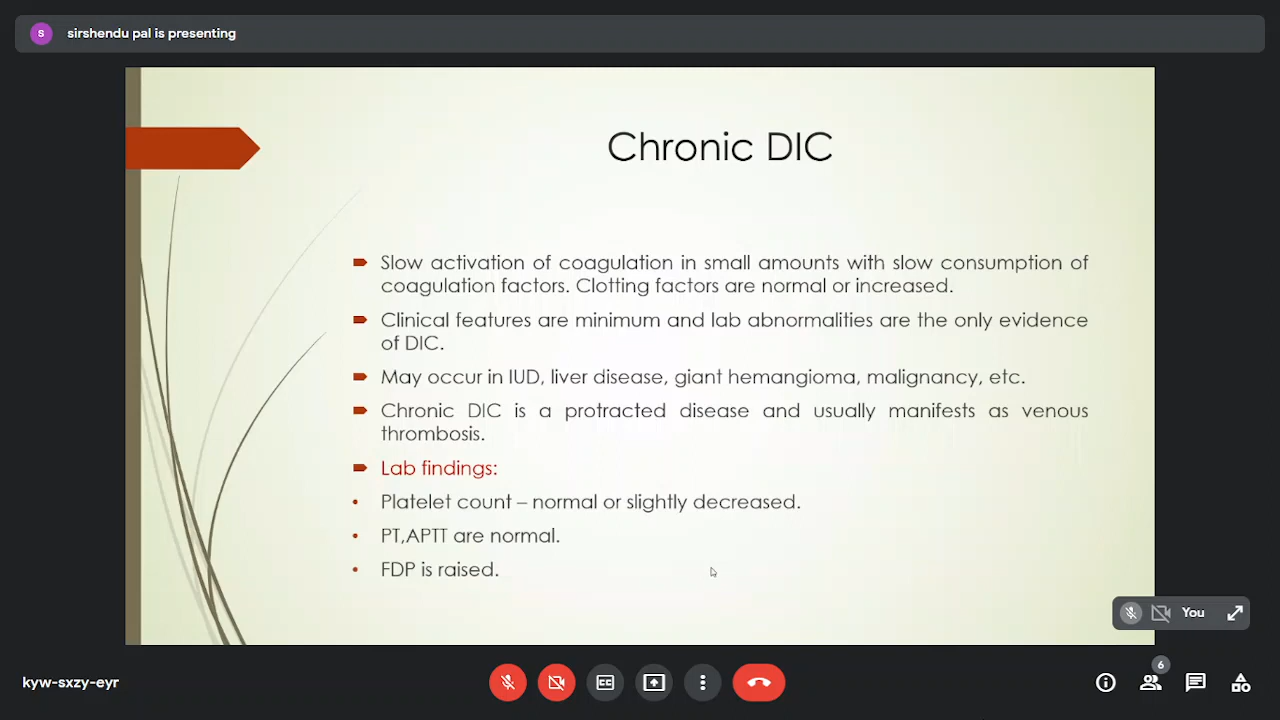 S sirshendu pal is presenting
Chronic DIC
Slow activation of coagulation in small amounts with slow consumption of
coagulation factors. Clotting factors are normal or increased.
Clinical features are minimum and lab abnormalities are the only evidence
of DIC.
May occur in IUD, liver disease, giant hemangioma, malignancy, etc.
Chronic DIC is a protracted disease and usually manifests as venous
thrombosis.
Lab findings:
• Platelet count – normal or slightly decreased.
• PT,APTT are normal.
• FDP is raised.
You
kyw-sxzy-eyr
CC
6